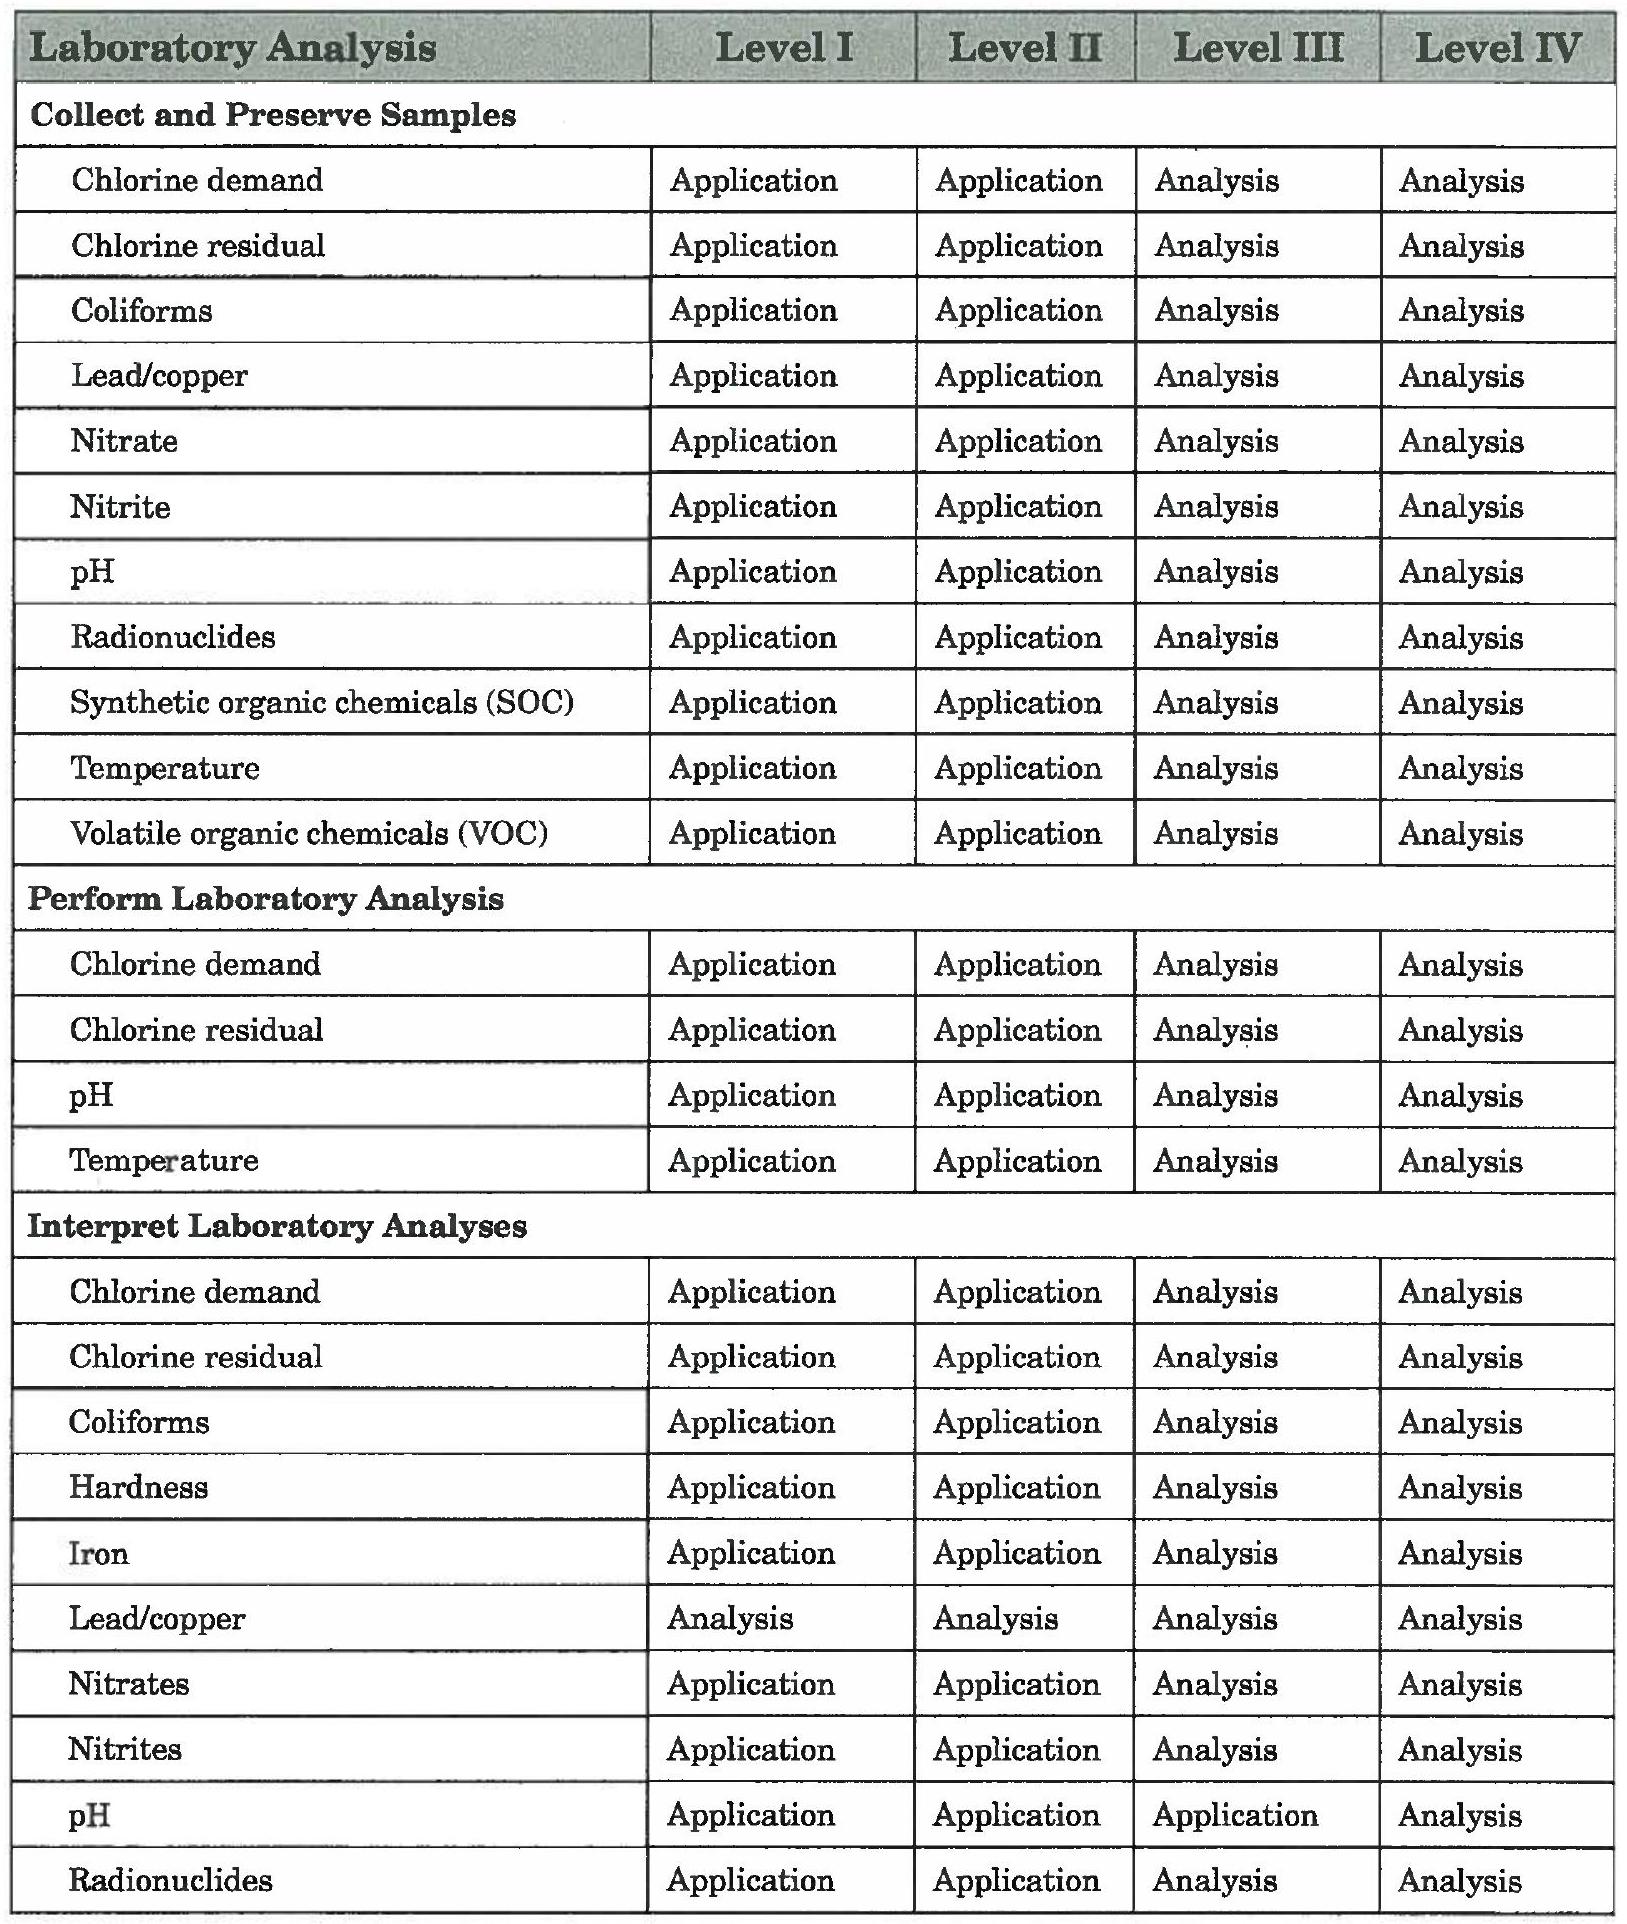 Laboratory Analysis Level I Level II Level III Level IV
Collect and Preserve Samples
Chlorine demand Application Application Analysis Analysis
Chlorine residual Application Application Analysis Analysis
Coliforms Application Application Analysis Analysis
Lead/copper Application Application Analysis Analysis
Nitrate Application Application Analysis Analysis
Nitrite Application Application Analysis Analysis
pH Application Application Analysis Analysis
Radionuclides Application Application Analysis Analysis
Synthetic organic chemicals (SOC) Application Application Analysis Analysis
Temperature Application Application Analysis Analysis
Volatile organic chemicals (VOC) Application Application Analysis Analysis
Perform Laboratory Analysis
Chlorine demand Application Application Analysis Analysis
Chlorine residual Application Application Analysis Analysis
pH Application Application Analysis Analysis
Temperature Application Application Analysis Analysis
Interpret Laboratory Analyses
Chlorine demand Application Application Analysis Analysis
Chlorine residual Application Application Analysis Analysis
Coliforms Application Application Analysis Analysis
Hardness Application Application Analysis Analysis
Iron Application Application Analysis Analysis
Lead/copper Analysis Analysis Analysis Analysis
Nitrates Application Application Analysis Analysis
Nitrites Application Application Analysis Analysis
pH Application Application Application Analysis
Radionuclides Application Application Analysis Analysis